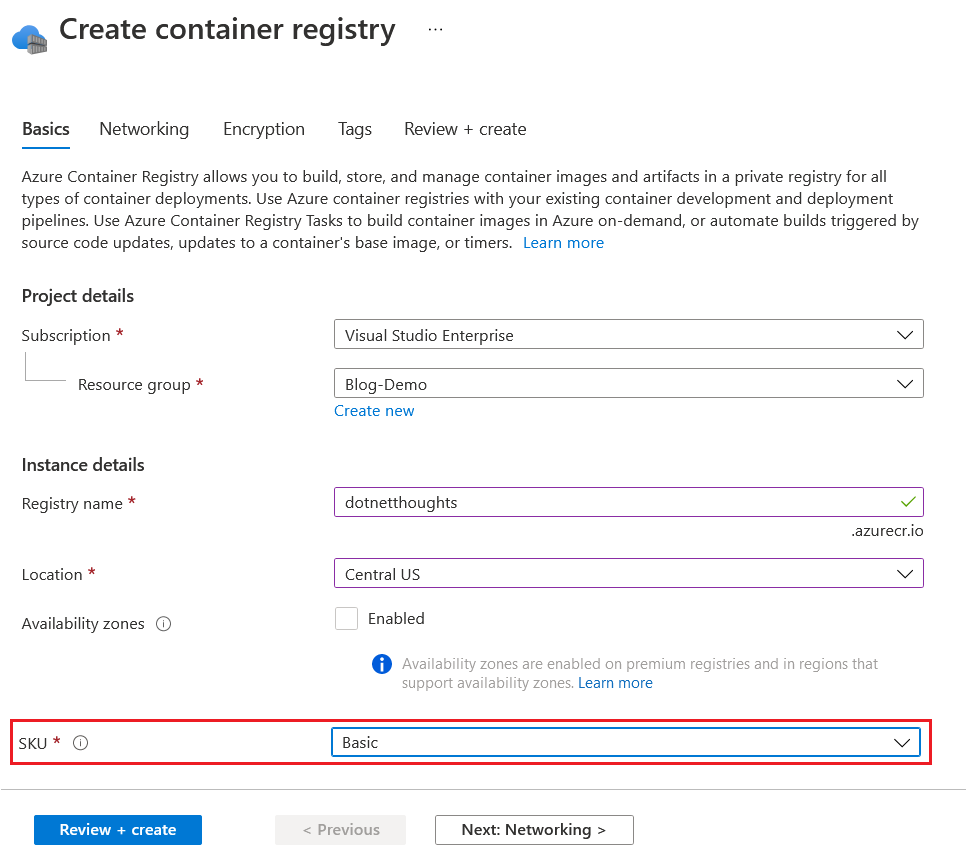 Create container registry ...
Basics Networking Encryption Tags Review + create
Azure Container Registry allows you to build, store, and manage container images and artifacts in a private registry for all
types of container deployments. Use Azure container registries with your existing container development and deployment
pipelines. Use Azure Container Registry Tasks to build container images in Azure on-demand, or automate builds triggered by
source code updates, updates to a container's base image, or timers. Learn more
Project details
Subscription * Visual Studio Enterprise
Resource group * Blog-Demo
Create new
Instance details
Registry name * dotnetthoughts
.azurecr.io
Location * Central US
Availability zones Enabled
Availability zones are enabled on premium registries and in regions that
support availability zones. Learn more
SKU * Basic
Review + create < Previous Next: Networking >